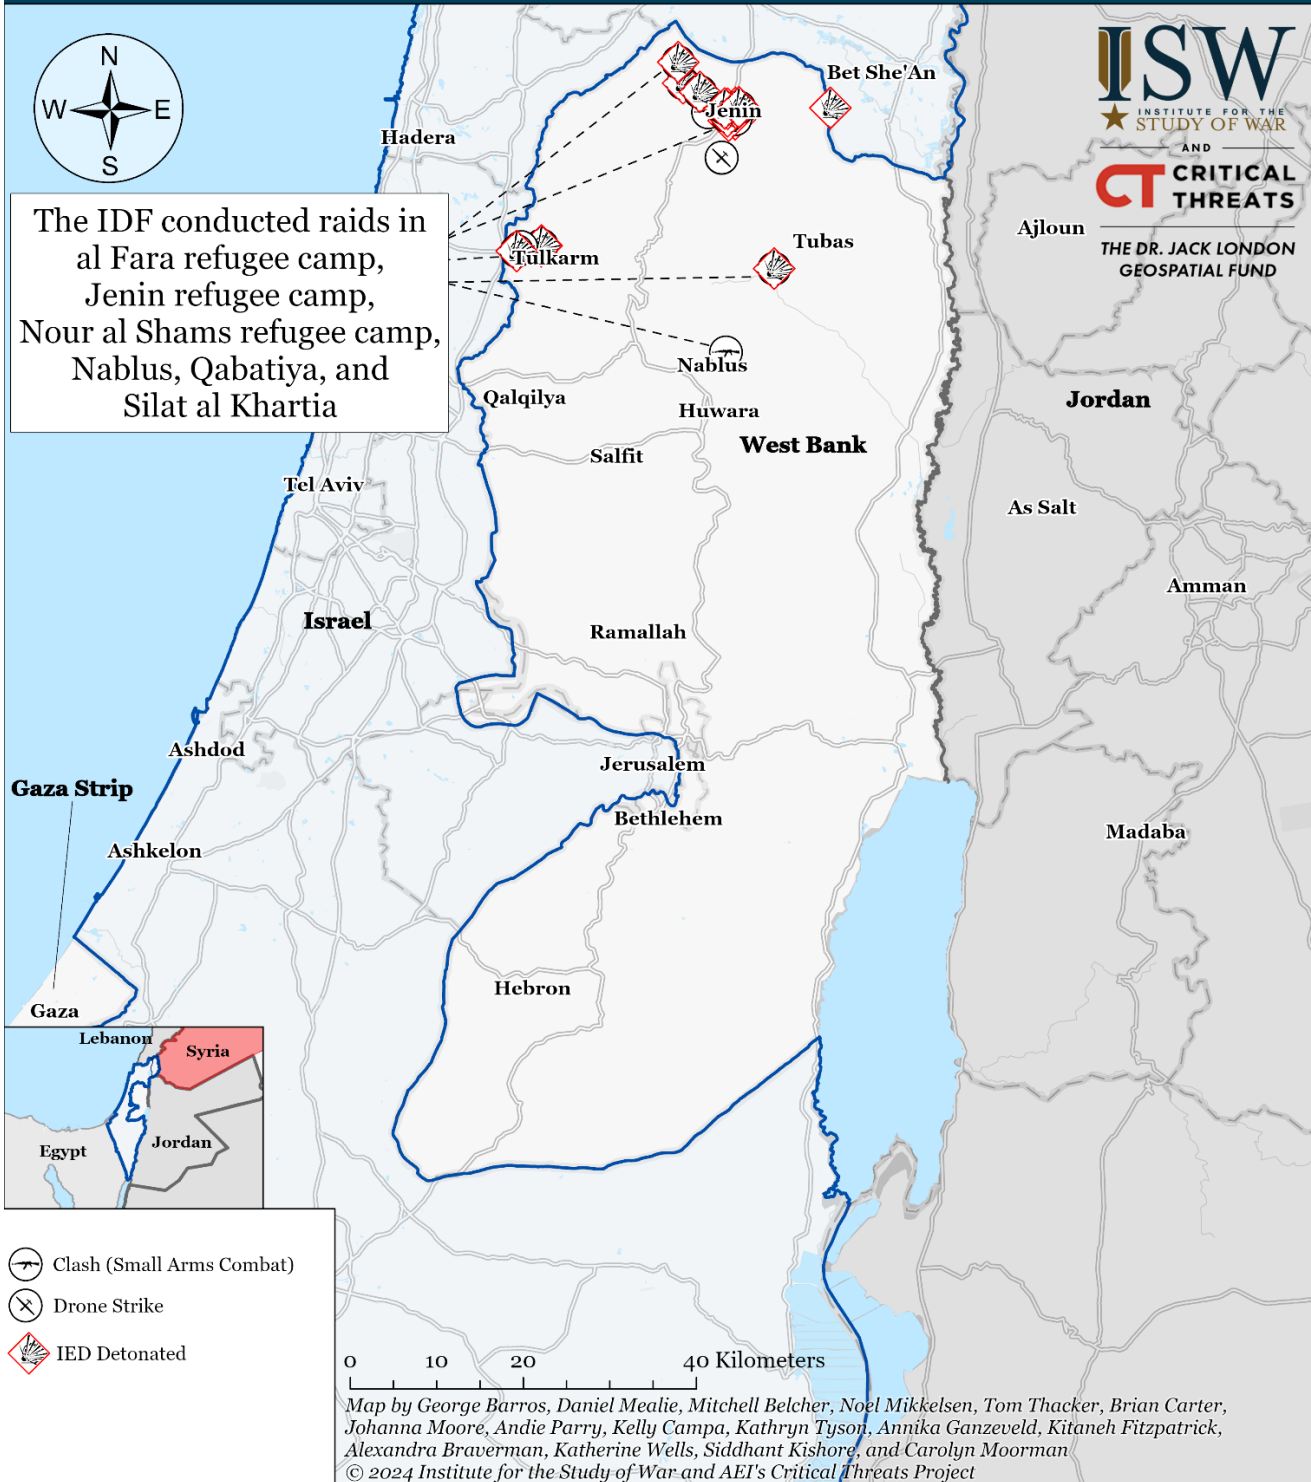 N
W
E
S
ISW
INSTITUTE FOR THE
STUDY OF WAR
AND
CT CRITICAL
THREATS
THE DR. JACK LONDON
GEOSPATIAL FUND
Bet She'An
Jenin
Hadera
The IDF conducted raids in
al Fara refugee camp,
Jenin refugee camp,
Nour al Shams refugee camp,
Nablus, Qabatiya, and
Silat al Khartia
Ajloun
Tubas
Tulkarm
Nablus
Qalqilya
Huwara
Jordan
West Bank
Salfit
Tel Aviv
As Salt
Amman
Israel
Ramallah
Ashdod
Jerusalem
Gaza Strip
Bethlehem
Madaba
Ashkelon
Hebron
Gaza
Lebanon
Syria
Jordan
Egypt
Clash (Small Arms Combat)
Drone Strike
IED Detonated
0 10 20 40 Kilometers
Map by George Barros, Daniel Mealie, Mitchell Belcher, Noel Mikkelsen, Tom Thacker, Brian Carter,
Johanna Moore, Andie Parry, Kelly Campa, Kathryn Tyson, Annika Ganzeveld, Kitaneh Fitzpatrick,
Alexandra Braverman, Katherine Wells, Siddhant Kishore, and Carolyn Moorman
© 2024 Institute for the Study of War and AEI's Critical Threats Project